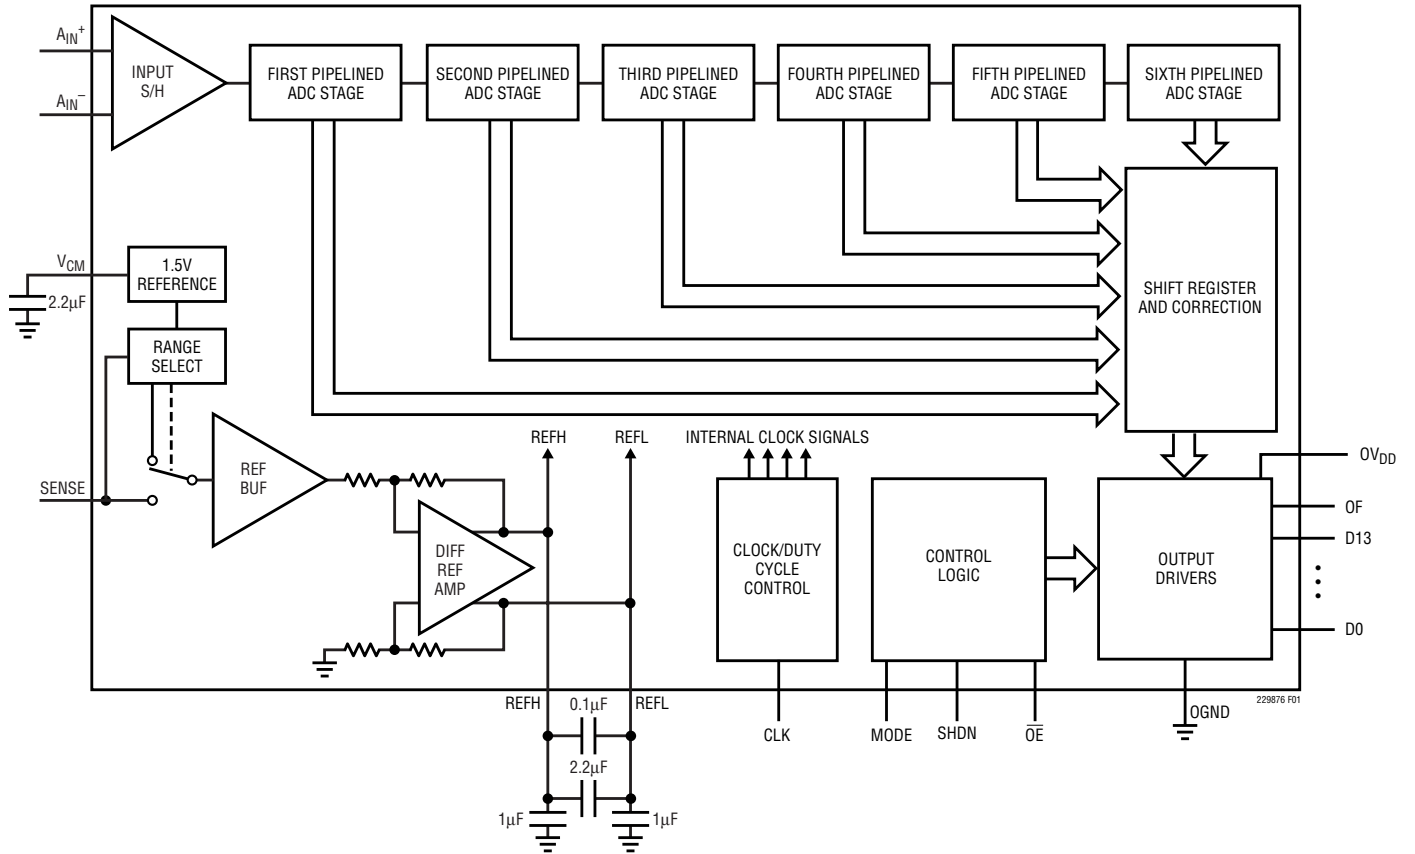 AIN+
INPUT
S/H
AIN−
FIRST PIPELINED
ADC STAGE
SECOND PIPELINED
ADC STAGE
THIRD PIPELINED
ADC STAGE
FOURTH PIPELINED
ADC STAGE
FIFTH PIPELINED
ADC STAGE
SIXTH PIPELINED
ADC STAGE
VCM
2.2µF
1.5V
REFERENCE
RANGE
SELECT
SHIFT REGISTER
AND CORRECTION
SENSE
REF
BUF
DIFF
REF
AMP
REFH
REFL
INTERNAL CLOCK SIGNALS
CLOCK/DUTY
CYCLE
CONTROL
CONTROL
LOGIC
OUTPUT
DRIVERS
OVDD
OF
D13
D0
REFH
0.1µF
REFL
2.2µF
1µF
1µF
CLK
MODE
SHDN
O̅E̅
OGND
229876 F01